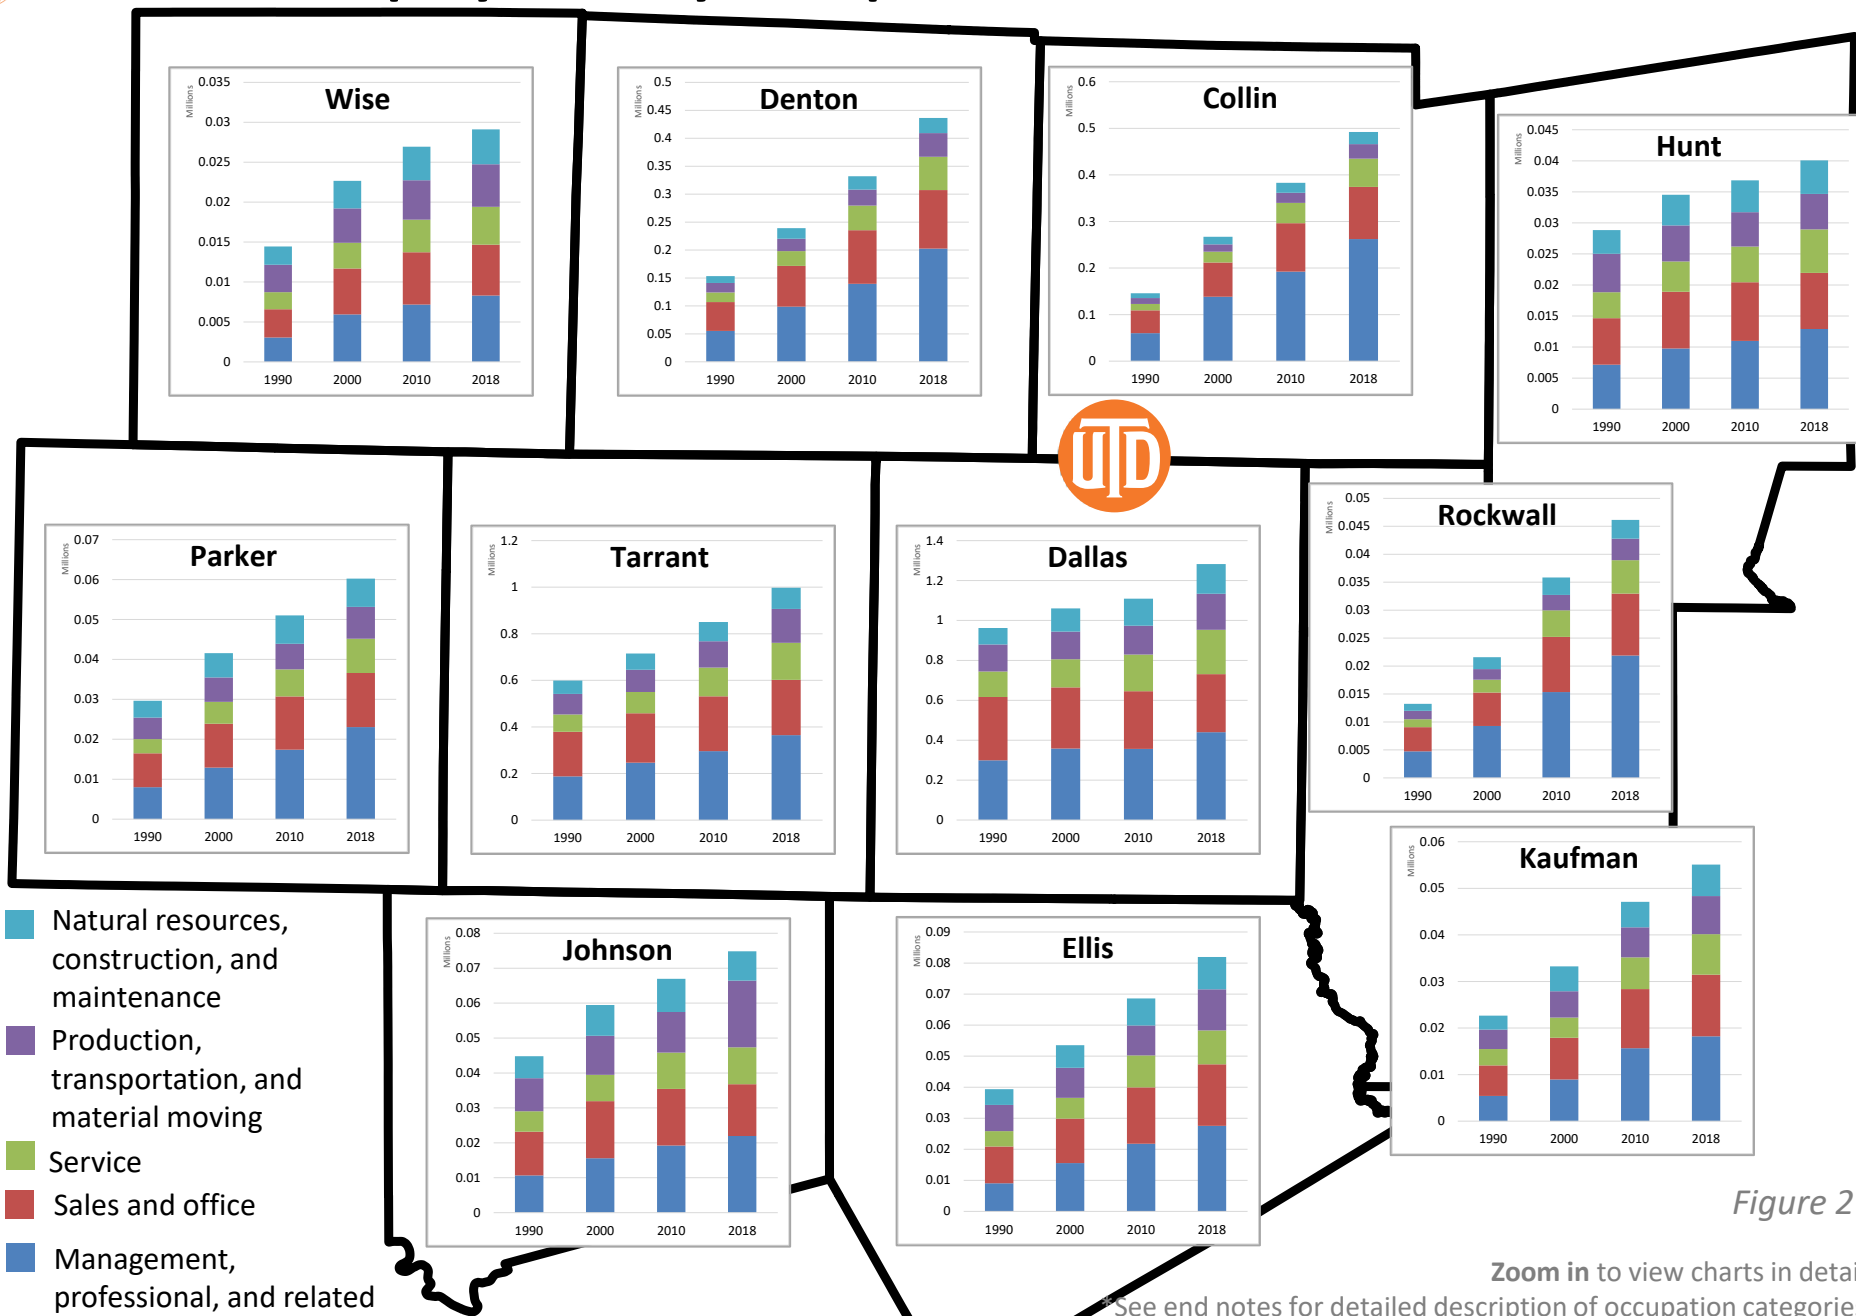 Wise
Millions
0.035
0.03
0.025
0.02
0.015
0.01
0.005
0
1990 2000 2010 2018
Denton
Millions
0.5
0.45
0.4
0.35
0.3
0.25
0.2
0.15
0.1
0.05
0
1990 2000 2010 2018
Collin
Millions
0.6
0.5
0.4
0.3
0.2
0.1
0
1990 2000 2010 2018
Hunt
Millions
0.045
0.04
0.035
0.03
0.025
0.02
0.015
0.01
0.005
0
1990 2000 2010 2018
UTD
Parker
Millions
0.07
0.06
0.05
0.04
0.03
0.02
0.01
0
1990 2000 2010 2018
Tarrant
Millions
1.2
1
0.8
0.6
0.4
0.2
0
1990 2000 2010 2018
Dallas
Millions
1.4
1.2
1
0.8
0.6
0.4
0.2
0
1990 2000 2010 2018
Rockwall
Millions
0.05
0.045
0.04
0.035
0.03
0.025
0.02
0.015
0.01
0.005
0
1990 2000 2010 2018
Kaufman
Millions
0.06
0.05
0.04
0.03
0.02
0.01
0
1990 2000 2010 2018
Johnson
Millions
0.08
0.07
0.06
0.05
0.04
0.03
0.02
0.01
0
1990 2000 2010 2018
Ellis
Millions
0.09
0.08
0.07
0.06
0.05
0.04
0.03
0.02
0.01
0
1990 2000 2010 2018
Natural resources,
construction, and
maintenance
Production,
transportation, and
material moving
Service
Sales and office
Management,
professional, and related
Figure 2
Zoom in to view charts in detai
*See end notes for detailed description of occupation categorie